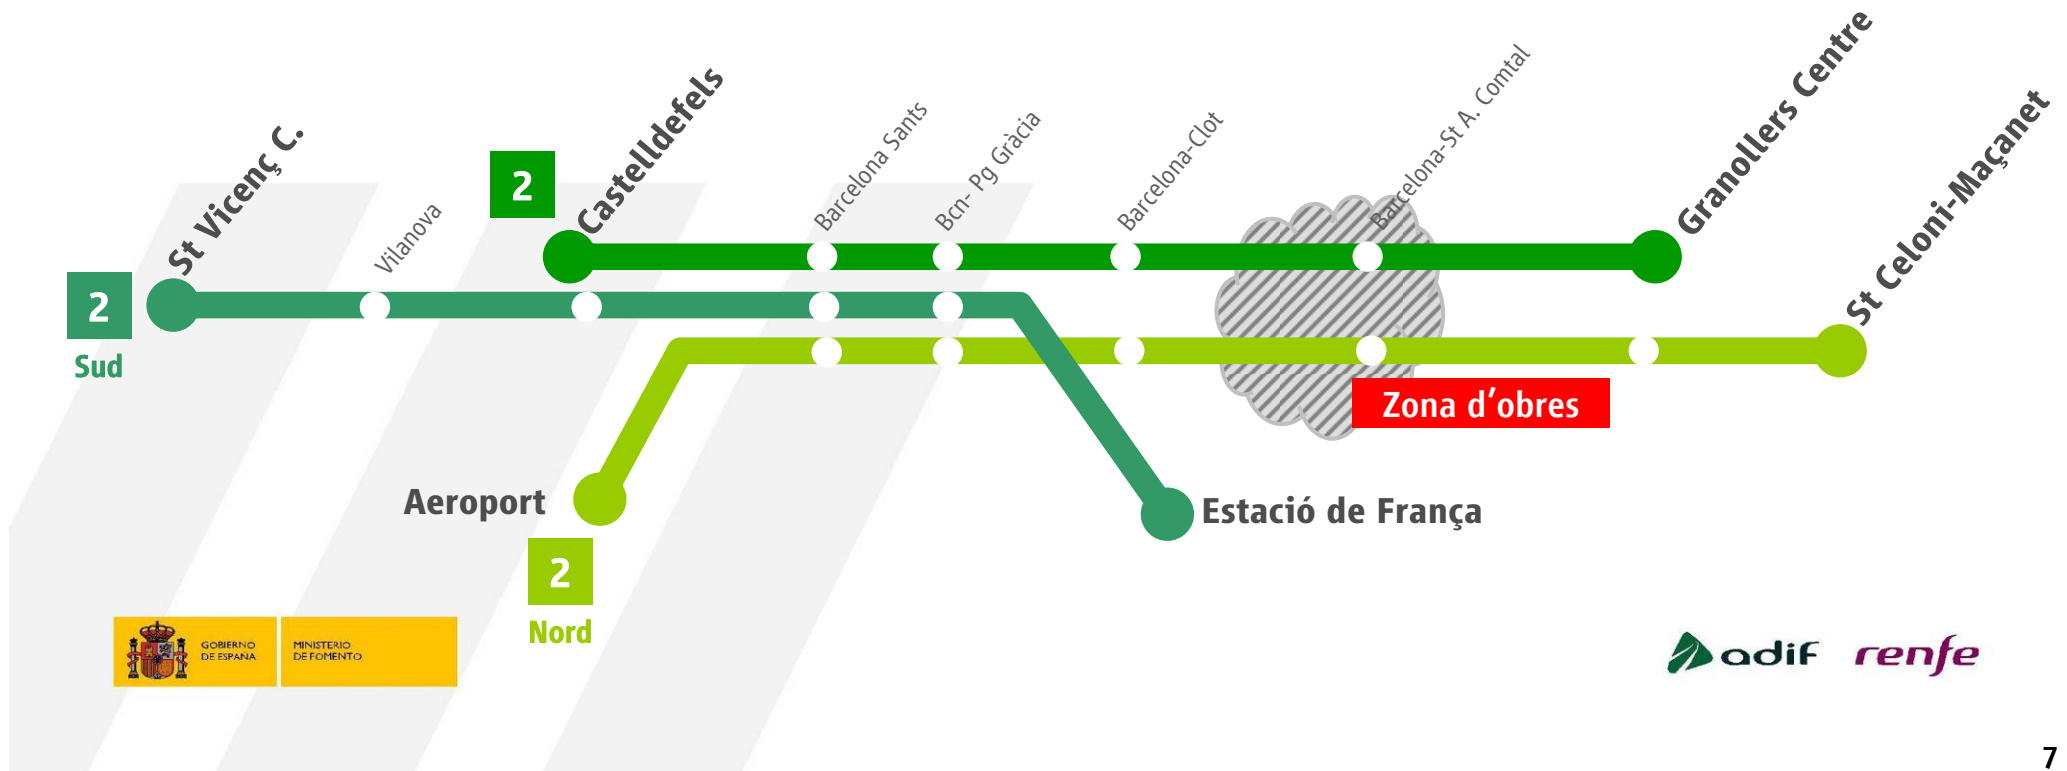 St Vicenç C.
Vilanova
2
Castelldefels
Barcelona Sants
Bcn- Pg Gràcia
Barcelona-Clot
Barcelona-St A. Comtal
Granollers Centre
St Celoni-Maçanet
2
Sud
Zona d’obres
Aeroport
Estació de França
2
Nord
GOBIERNO
DE ESPAÑA
MINISTERIO
DE FOMENTO
adif
renfe
7